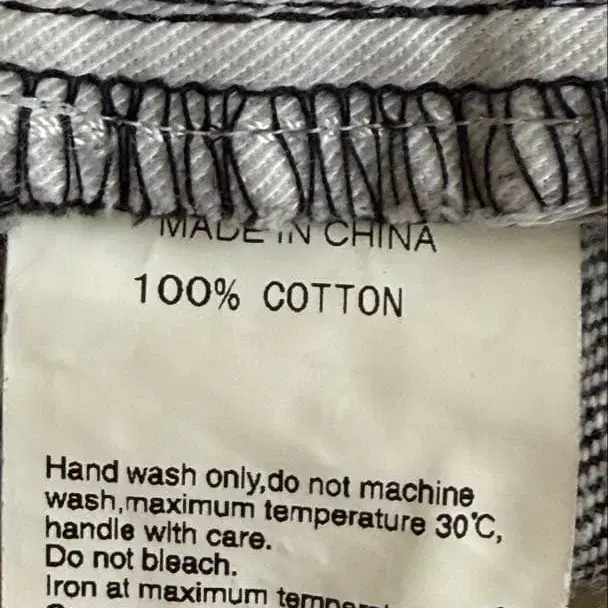 MADE IN CHINA
100% COTTON
Hand wash only,do not machine
wash,maximum temperature 30℃,
handle with care.
Do not bleach.
Iron at maximum